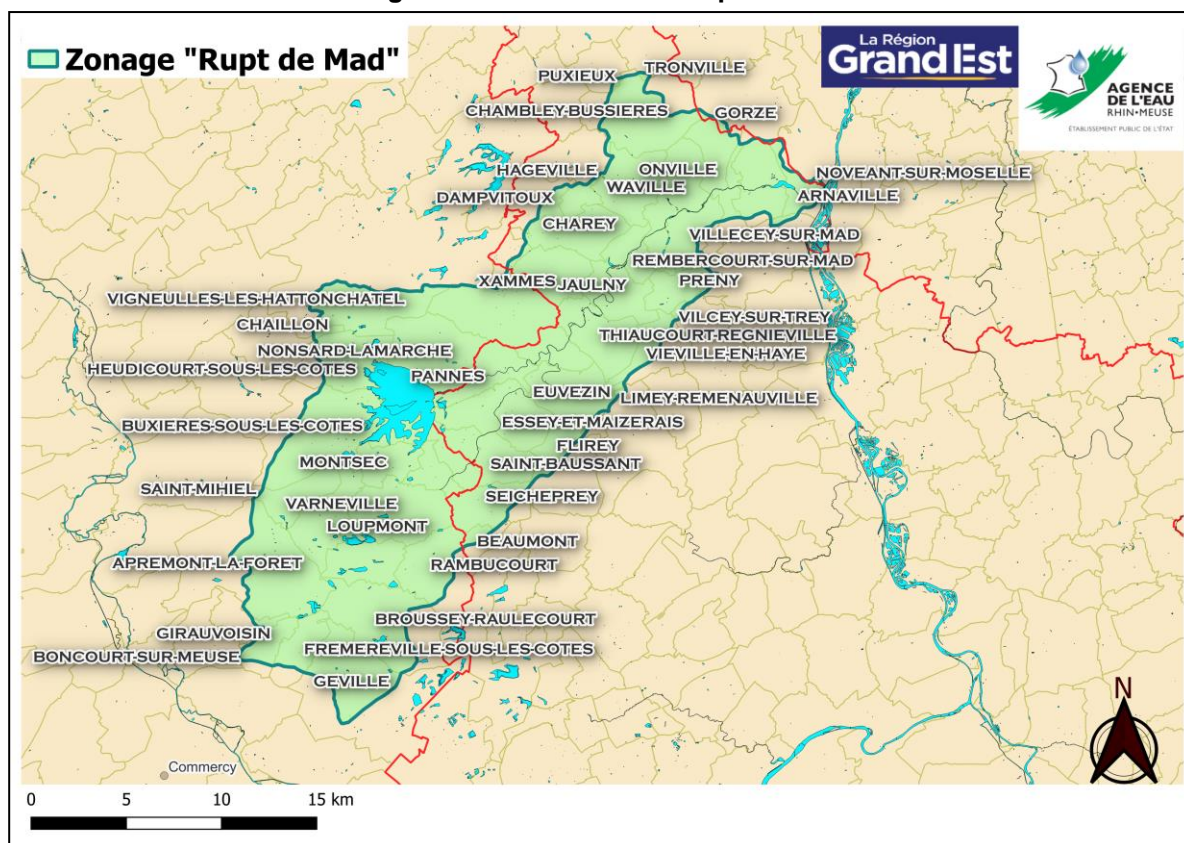 Zonage "Rupt de Mad"
La Région
Grand Est
AGENCE
DE L'EAU
RHIN•MEUSE
ÉTABLISSEMENT PUBLIC DE L'ÉTAT
TRONVILLE
PUXIEUX
CHAMBLEY-BUSSIERES
GORZE
HAGEVILLE
ONVILLE
NOVEANT-SUR-MOSELLE
WAVILLE
DAMPVITOUX
ARNAVILLE
CHAREY
VILLECEY-SUR-MAD
REMBERCOURT-SUR-MAD
XAMMES
JAULNY
PRENY
VIGNEULLES-LES-HATTONCHATEL
VILCEY-SUR-TREY
CHAILLON
THIAUCOURT-REGNIEVILLE
NONSARD-LAMARCHE
VIEVILLE-EN-HAYE
HEUDICOURT-SOUS-LES-COTES
PANNES
EUVEZIN
LIMEY-REMENAUVILLE
BUXIERES-SOUS-LES-COTES
ESSEY-ET-MAIZERAIS
FLIREY
MONTSEC
SAINT-BAUSSANT
SAINT-MIHIEL
SEICHEPREY
VARNEVILLE
LOUPMONT
BEAUMONT
APREMONT-LA-FORET
RAMBUCOURT
BROUSSEY-RAULECOURT
GIRAUVOISIN
FREMEREVILLE-SOUS-LES-COTES
BONCOURT-SUR-MEUSE
GEVILLE
N
Commercy
0 5 10 15 km